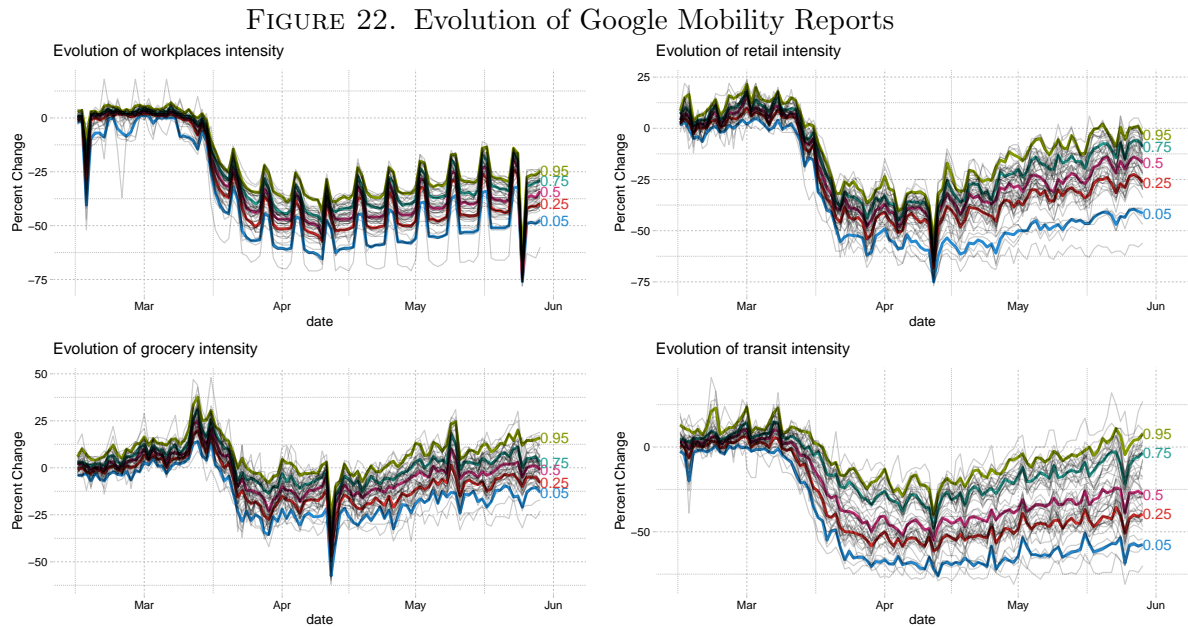 FIGURE 22. Evolution of Google Mobility Reports
Evolution of workplaces intensity
Percent Change
0
−25
−50
−75
0.95
0.75
0.5
0.25
0.05
Mar
Apr
May
Jun
date
Evolution of retail intensity
Percent Change
25
0
−25
−50
−75
0.95
0.75
0.5
0.25
0.05
Mar
Apr
May
Jun
date
Evolution of grocery intensity
Percent Change
50
25
0
−25
−50
0.95
0.75
0.5
0.25
0.05
Mar
Apr
May
Jun
date
Evolution of transit intensity
Percent Change
0
−50
0.95
0.75
0.5
0.25
0.05
Mar
Apr
May
Jun
date